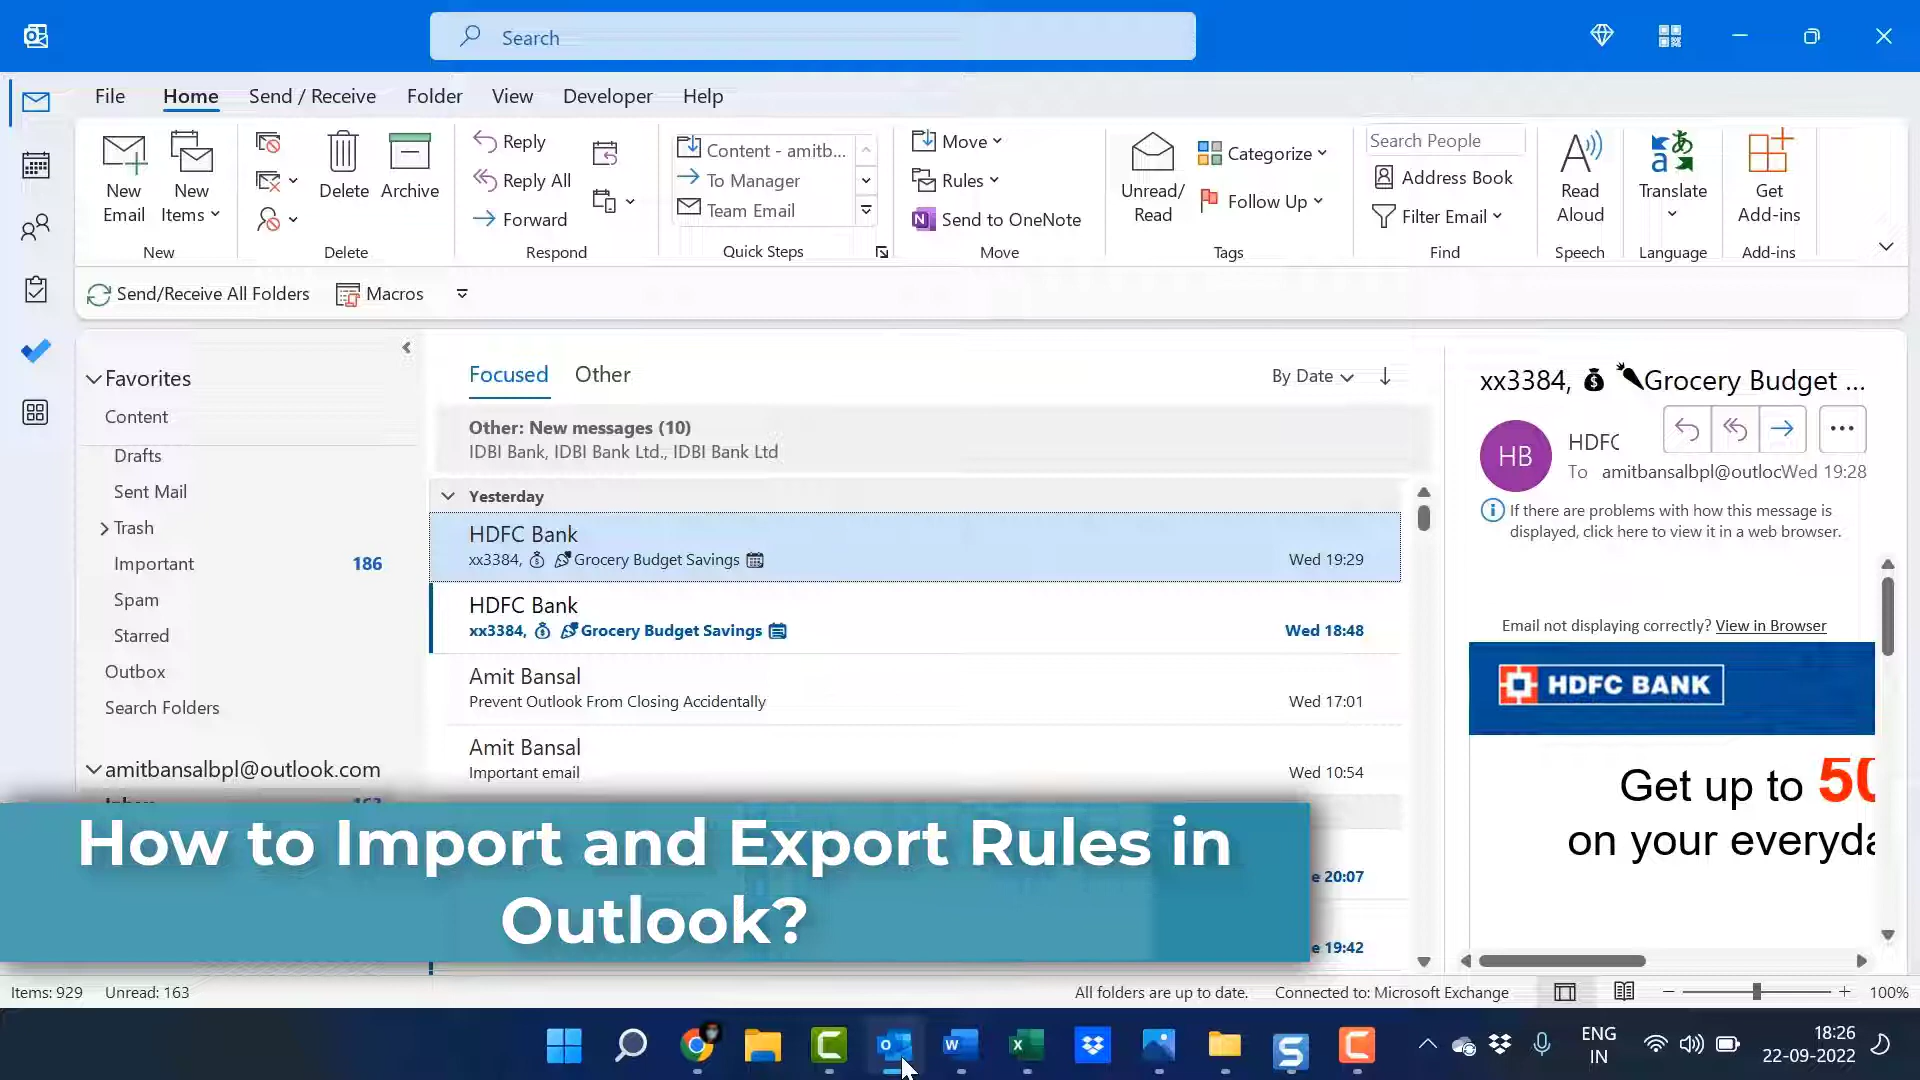 Search
File Home Send / Receive Folder View Developer Help
New Email
New Items
Delete
Archive
Reply
Reply All
Forward
Content - amitb...
To Manager
Team Email
Move
Rules
Send to OneNote
Unread/ Read
Categorize
Follow Up
Search People
Address Book
Filter Email
Read Aloud
Translate
Get Add-ins
New Delete Respond Quick Steps Move Tags Find Speech Language Add-ins
Send/Receive All Folders Macros
Favorites
Content
Drafts
Sent Mail
Trash
Important 186
Spam
Starred
Outbox
Search Folders
amitbansalbpl@outlook.com
Focused Other By Date
Other: New messages (10)
IDBI Bank, IDBI Bank Ltd., IDBI Bank Ltd
Yesterday
HDFC Bank
xx3384, Grocery Budget Savings Wed 19:29
HDFC Bank
xx3384, Grocery Budget Savings Wed 18:48
Amit Bansal
Prevent Outlook From Closing Accidentally Wed 17:01
Amit Bansal
Important email Wed 10:54
e 20:07
e 19:42
xx3384, Grocery Budget ...
HB
HDFC
To amitbansalbpl@outloc Wed 19:28
If there are problems with how this message is
displayed, click here to view it in a web browser.
Email not displaying correctly? View in Browser
HDFC BANK
Get up to 50
on your everyda
How to Import and Export Rules in
Outlook?
Items: 929 Unread: 163
All folders are up to date. Connected to: Microsoft Exchange 100%
ENG
IN
18:26
22-09-2022